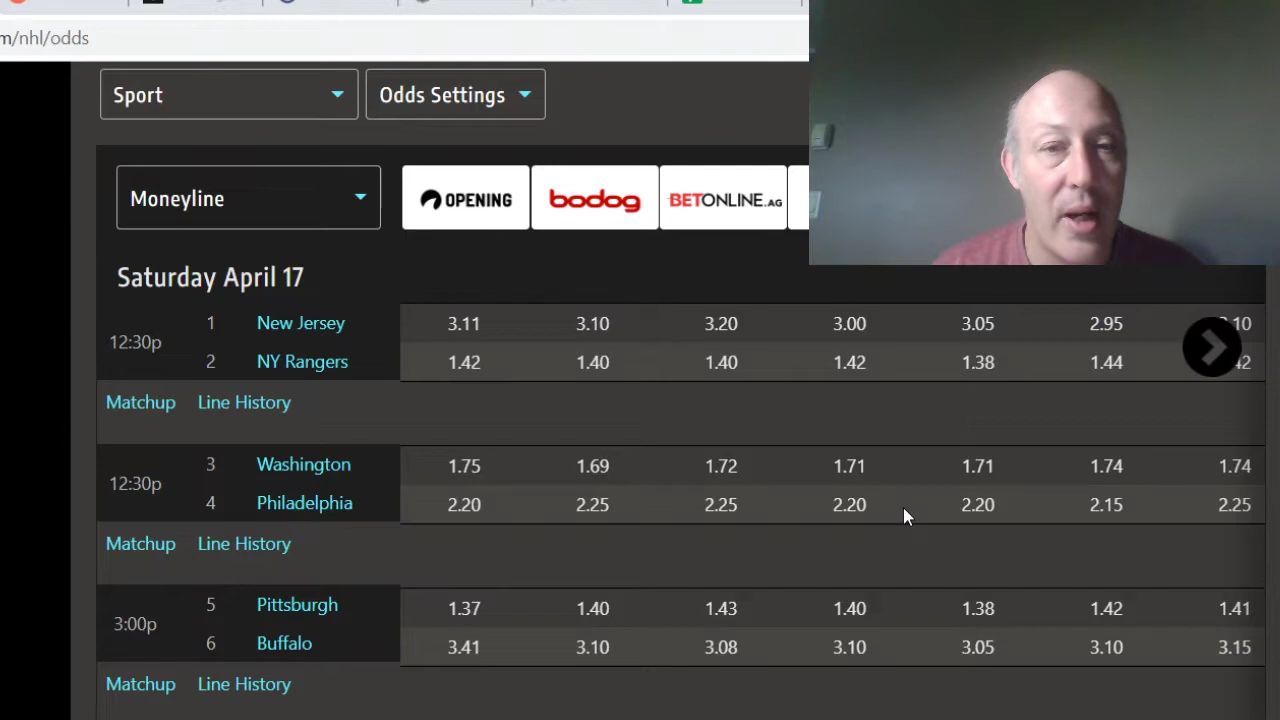 m/nhl/odds
Sport Odds Settings
Moneyline OPENING bodog BETONLINE.AG
Saturday April 17
12:30p
1 New Jersey 3.11 3.10 3.20 3.00 3.05 2.95 10
2 NY Rangers 1.42 1.40 1.40 1.42 1.38 1.44 42
Matchup Line History
12:30p
3 Washington 1.75 1.69 1.72 1.71 1.71 1.74 1.74
4 Philadelphia 2.20 2.25 2.25 2.20 2.20 2.15 2.25
Matchup Line History
3:00p
5 Pittsburgh 1.37 1.40 1.43 1.40 1.38 1.42 1.41
6 Buffalo 3.41 3.10 3.08 3.10 3.05 3.10 3.15
Matchup Line History